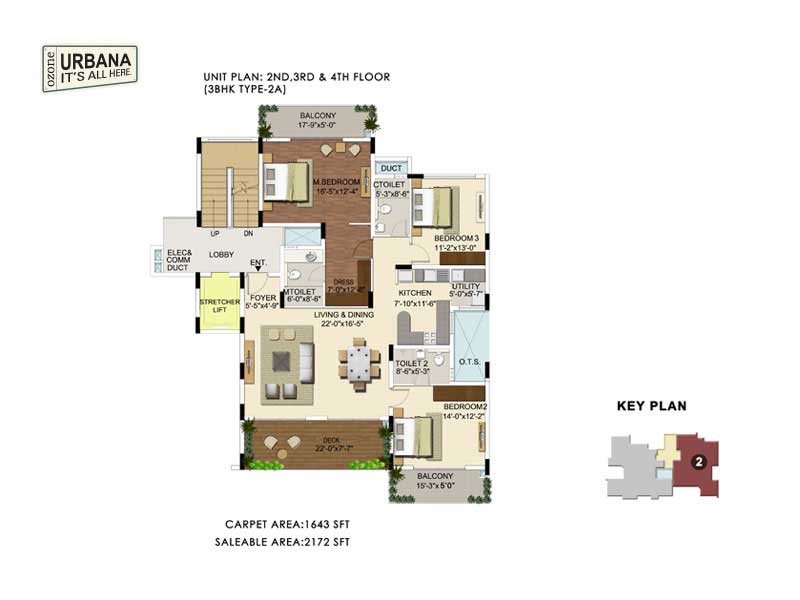 ozone
URBANA
IT'S ALL HERE.
UNIT PLAN: 2ND,3RD & 4TH FLOOR
(3BHK TYPE-2A)
BALCONY
17'-9"x5'-0"
DUCT
M.BEDROOM
16'-5"x12'-4"
CTOILET
5'-3"x8'-6"
BEDROOM 3
11'-2"x13'-0"
UP
DN
LOBBY
ELEC&
COMM
DUCT
ENT.
STRETCHER
LIFT
FOYER
5'-5"x4'-9"
MTOILET
6'-0"x8'-6"
DRESS
7'-0"x12'-8"
KITCHEN
7'-10"x11'-6"
UTILITY
5'-0"x5'-7"
LIVING & DINING
22'-0"x16'-5"
O.T.S.
TOILET 2
8'-6"x5'-3"
BEDROOM2
14'-0"x12'-2"
DECK
22'-0"x7'-7"
BALCONY
15'-3"x5'0"
KEY PLAN
2
CARPET AREA:1643 SFT
SALEABLE AREA:2172 SFT